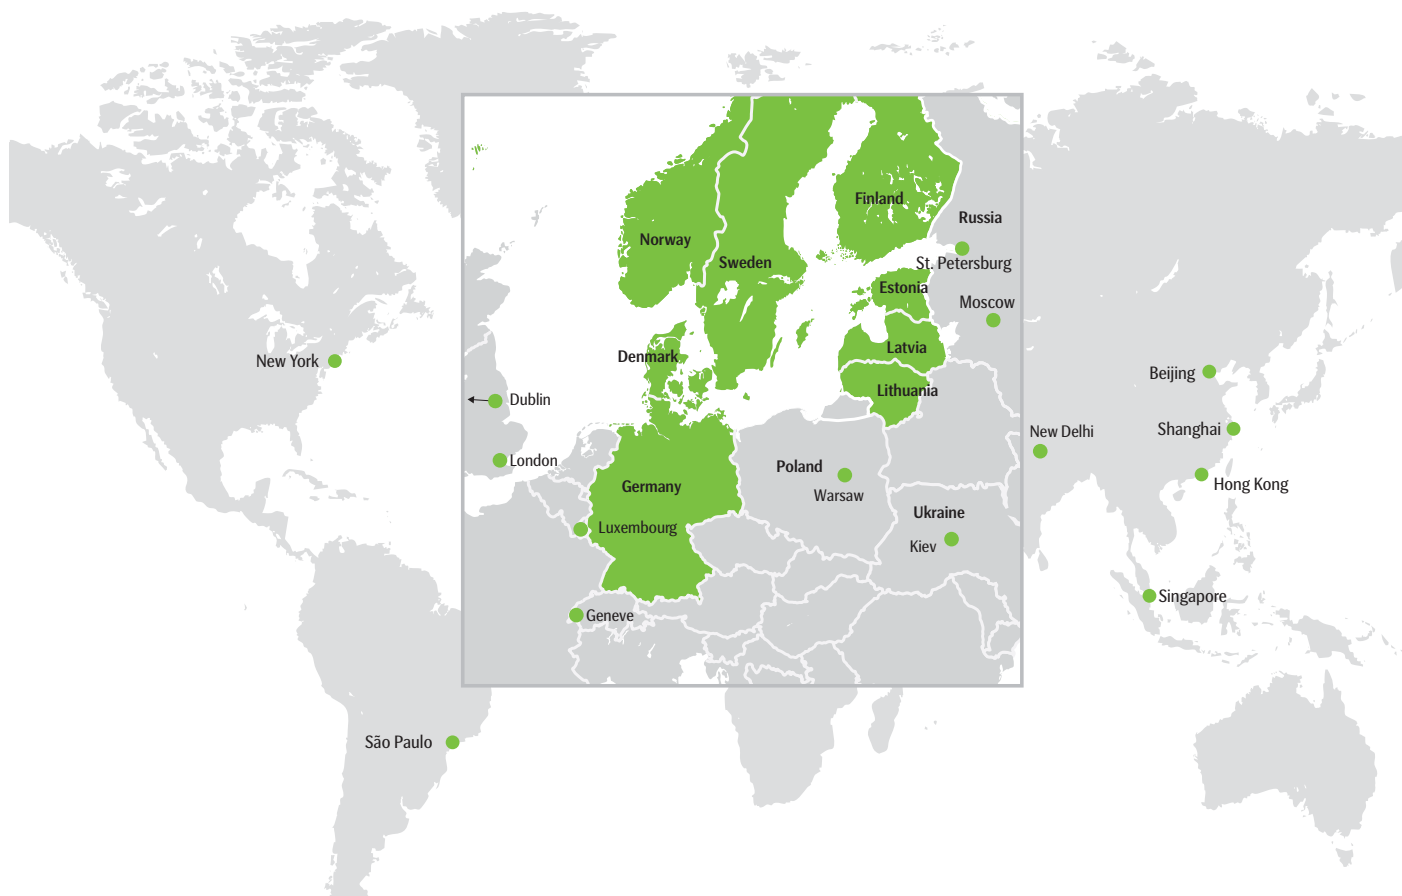 Finland
Russia
Norway
Sweden
St. Petersburg
Estonia
Moscow
Denmark
Latvia
New York
Beijing
Lithuania
Dublin
New Delhi
Shanghai
London
Poland
Warsaw
Germany
Hong Kong
Ukraine
Luxembourg
Kiev
Singapore
Geneve
São Paulo